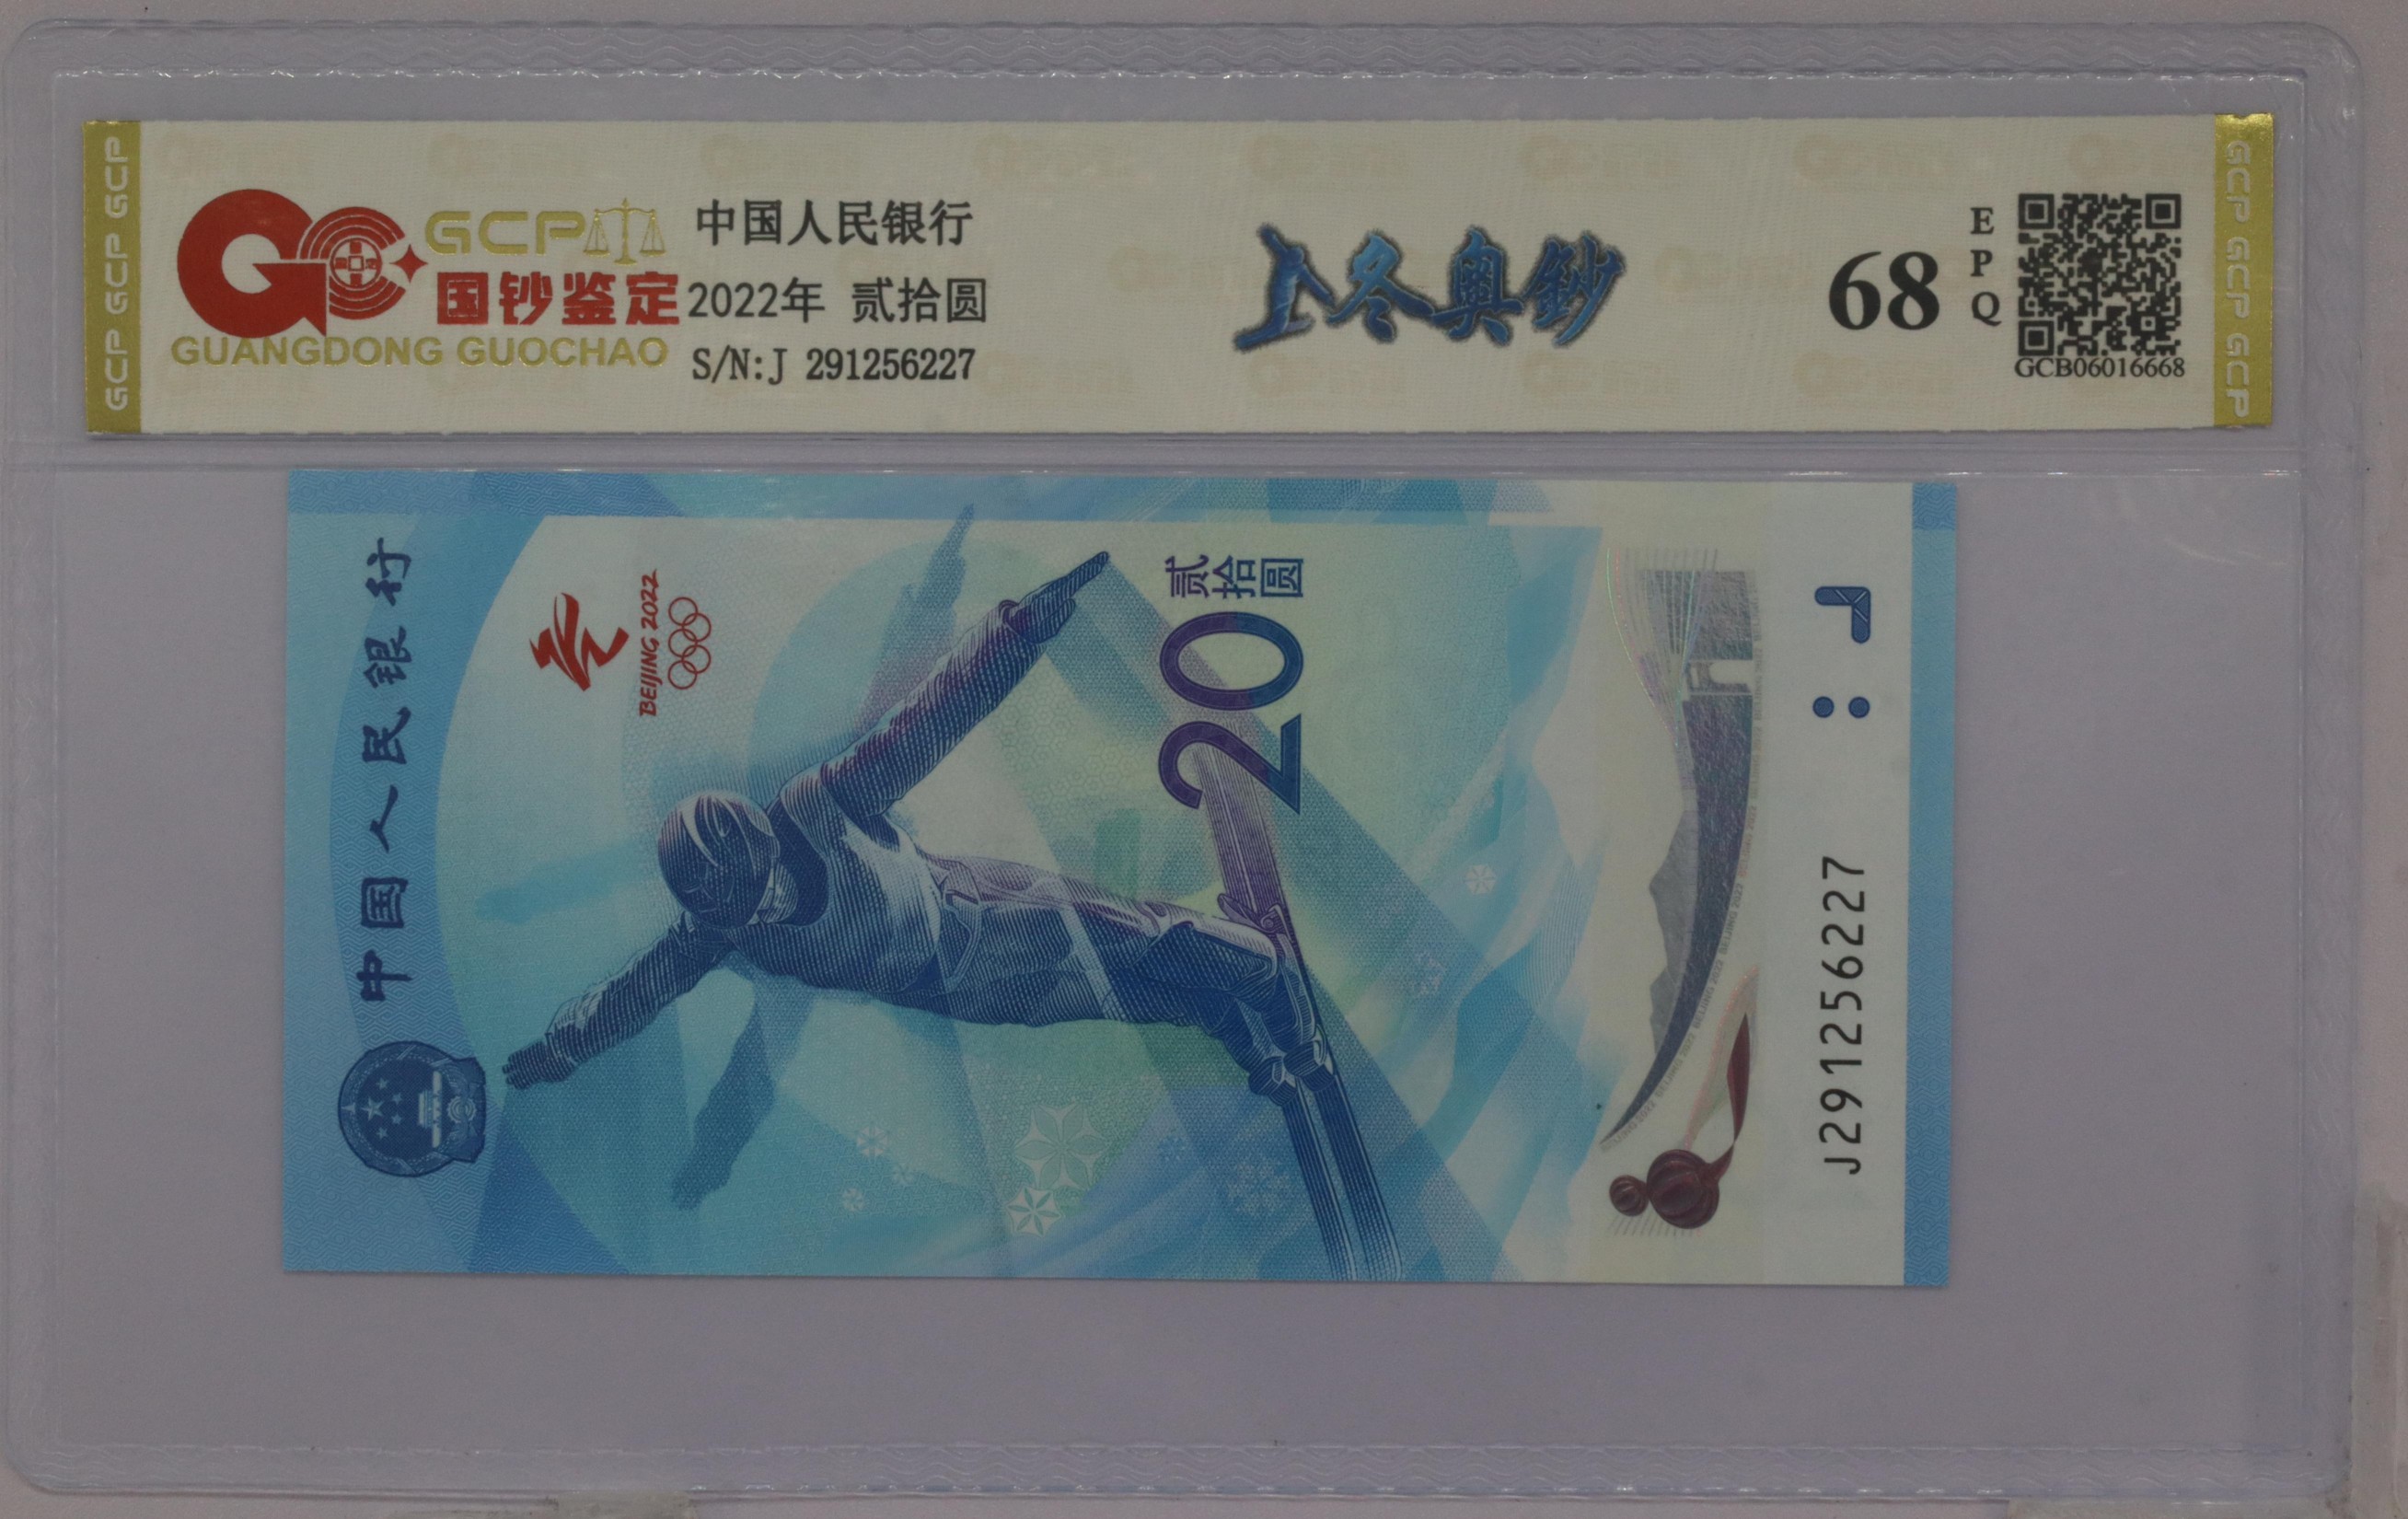 GCP GCP GCP
GCP
国钞鉴定
GUANGDONG GUOCHAO
中国人民银行
2022年 贰拾圆
S/N:J 291256227
上冬奥鈔
68
EPQ
GCB06016668
GCP GCP GCP
中国人民银行
BEIJING 2022
贰拾圆
20
J291256227